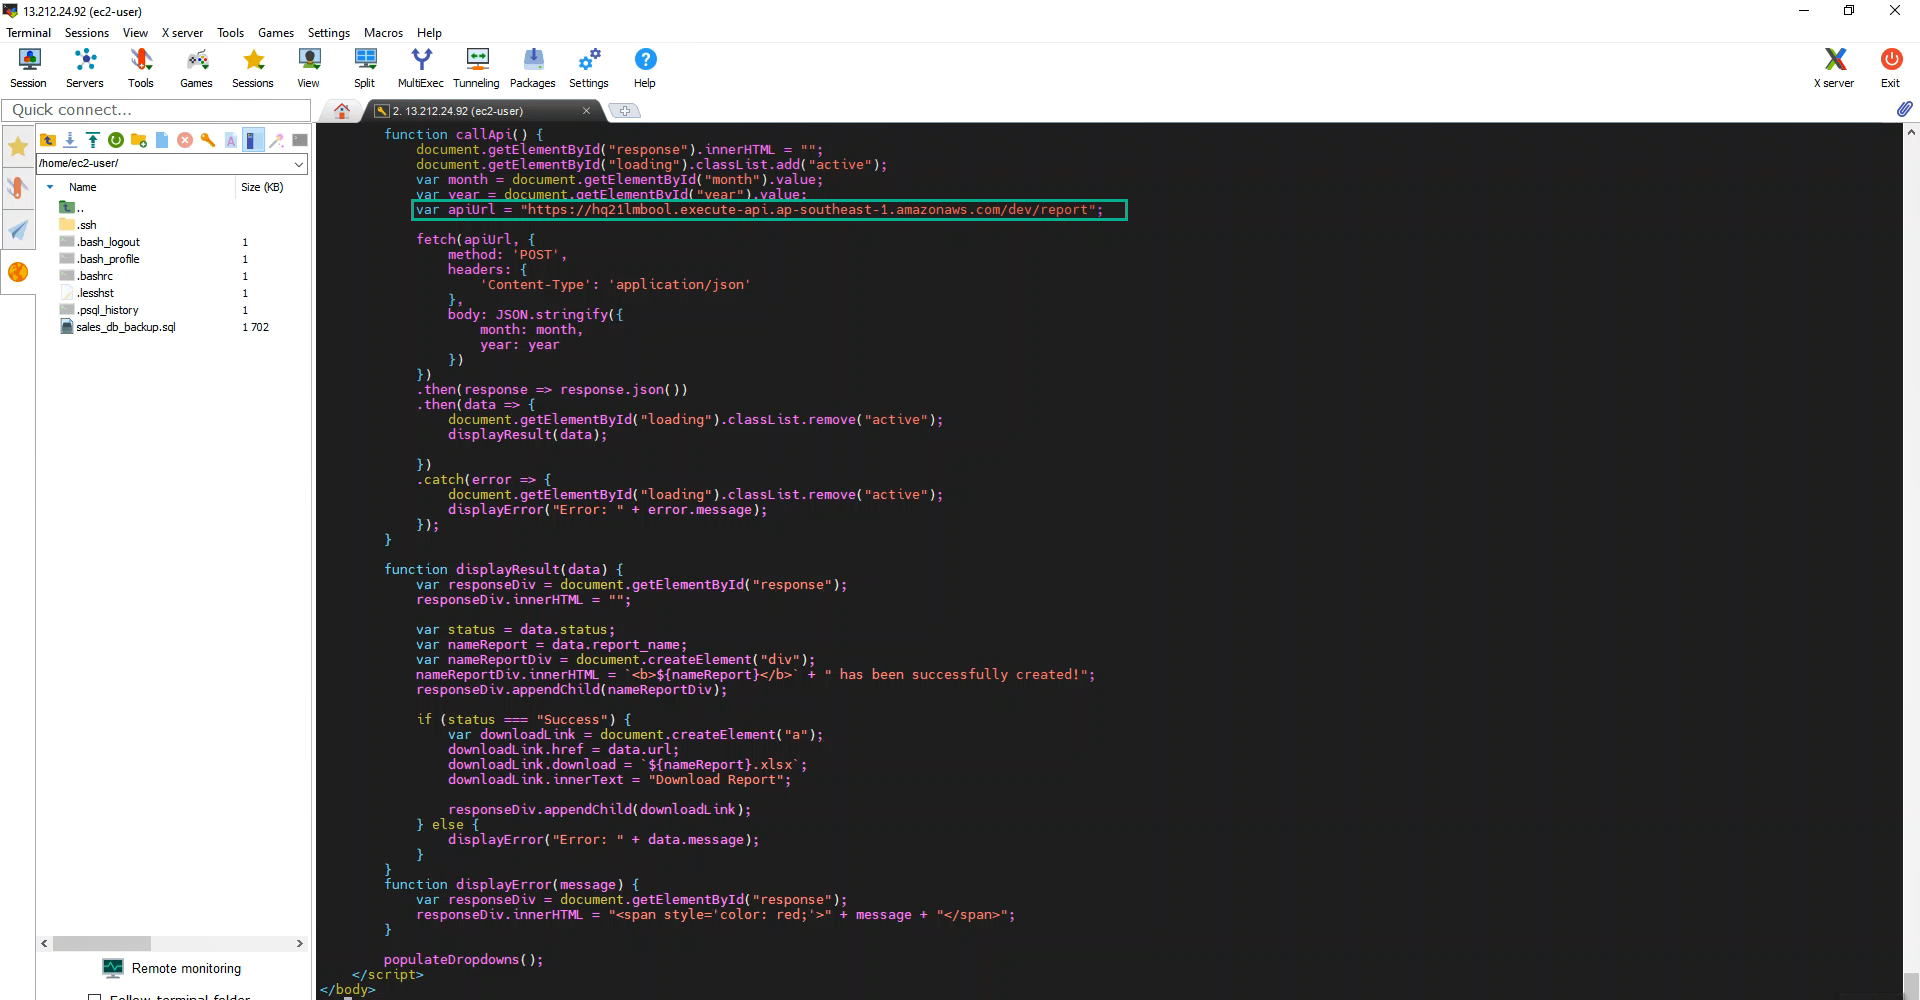 13.212.24.92 (ec2-user)
Terminal Sessions View X server Tools Games Settings Macros Help
Session Servers Tools Games Sessions View Split MultiExec Tunneling Packages Settings Help X server Exit
Quick connect...
2. 13.212.24.92 (ec2-user)
/home/ec2-user/
Name Size (KB)
..
.ssh
.bash_logout 1
.bash_profile 1
.bashrc 1
.lesshst 1
.psql_history 1
sales_db_backup.sql 1 702
Remote monitoring
Follow terminal folder
function callApi() {
document.getElementById("response").innerHTML = "";
document.getElementById("loading").classList.add("active");
var month = document.getElementById("month").value;
var year = document.getElementById("year").value;
var apiUrl = "https://hq21lmbool.execute-api.ap-southeast-1.amazonaws.com/dev/report";
fetch(apiUrl, {
method: 'POST',
headers: {
'Content-Type': 'application/json'
},
body: JSON.stringify({
month: month,
year: year
})
})
.then(response => response.json())
.then(data => {
document.getElementById("loading").classList.remove("active");
displayResult(data);
})
.catch(error => {
document.getElementById("loading").classList.remove("active");
displayError("Error: " + error.message);
});
}
function displayResult(data) {
var responseDiv = document.getElementById("response");
responseDiv.innerHTML = "";
var status = data.status;
var nameReport = data.report_name;
var nameReportDiv = document.createElement("div");
nameReportDiv.innerHTML = `<b>${nameReport}</b>` + " has been successfully created!";
responseDiv.appendChild(nameReportDiv);
if (status === "Success") {
var downloadLink = document.createElement("a");
downloadLink.href = data.url;
downloadLink.download = `${nameReport}.xlsx`;
downloadLink.innerText = "Download Report";
responseDiv.appendChild(downloadLink);
} else {
displayError("Error: " + data.message);
}
}
function displayError(message) {
var responseDiv = document.getElementById("response");
responseDiv.innerHTML = "<span style='color: red;'>" + message + "</span>";
}
populateDropdowns();
</script>
</body>